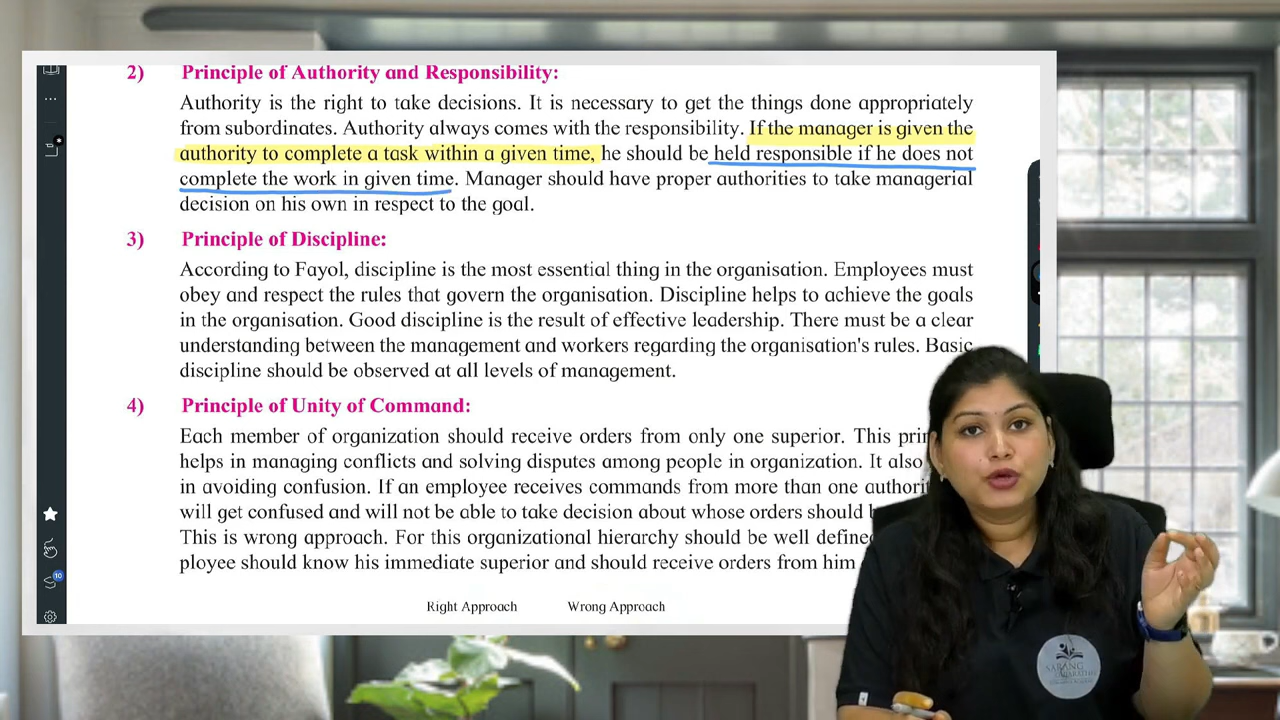 2) Principle of Authority and Responsibility:
Authority is the right to take decisions. It is necessary to get the things done appropriately
from subordinates. Authority always comes with the responsibility. If the manager is given the
authority to complete a task within a given time, he should be held responsible if he does not
complete the work in given time. Manager should have proper authorities to take managerial
decision on his own in respect to the goal.
3) Principle of Discipline:
According to Fayol, discipline is the most essential thing in the organisation. Employees must
obey and respect the rules that govern the organisation. Discipline helps to achieve the goals
in the organisation. Good discipline is the result of effective leadership. There must be a clear
understanding between the management and workers regarding the organisation's rules. Basic
discipline should be observed at all levels of management.
4) Principle of Unity of Command:
Each member of organization should receive orders from only one superior. This
helps in managing conflicts and solving disputes among people in organization. It also
in avoiding confusion. If an employee receives commands from more than one
will get confused and will not be able to take decision about whose orders should
This is wrong approach. For this organizational hierarchy should be well defined
ployee should know his immediate superior and should receive orders from him
Right Approach Wrong Approach
10
SARANG